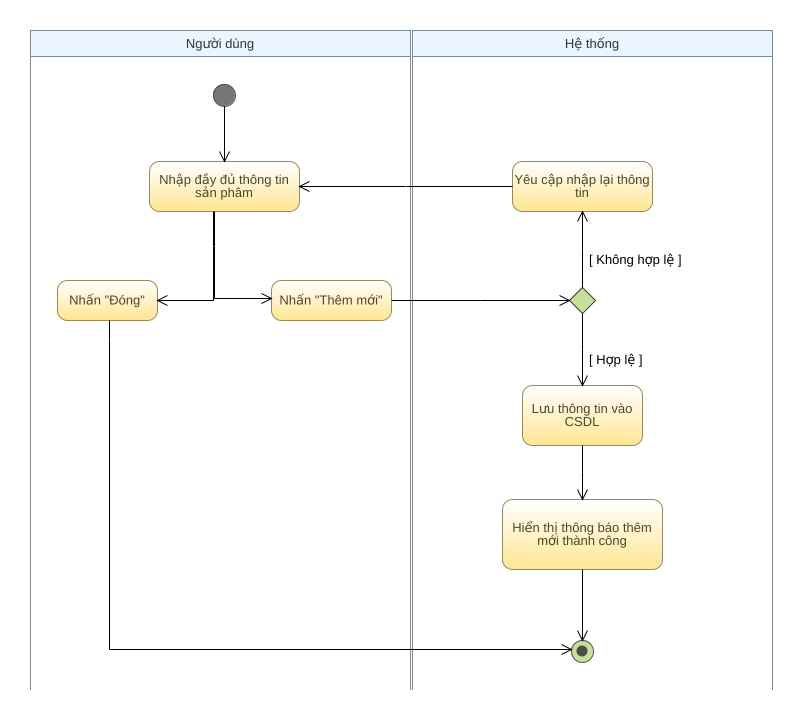 Người dùng
Hệ thống
Nhập đầy đủ thông tin
sản phâm
Yêu cập nhập lại thông
tin
[ Không hợp lệ ]
Nhấn "Đóng"
Nhấn "Thêm mới"
[ Hợp lệ ]
Lưu thông tin vào
CSDL
Hiển thị thông báo thêm
mới thành công